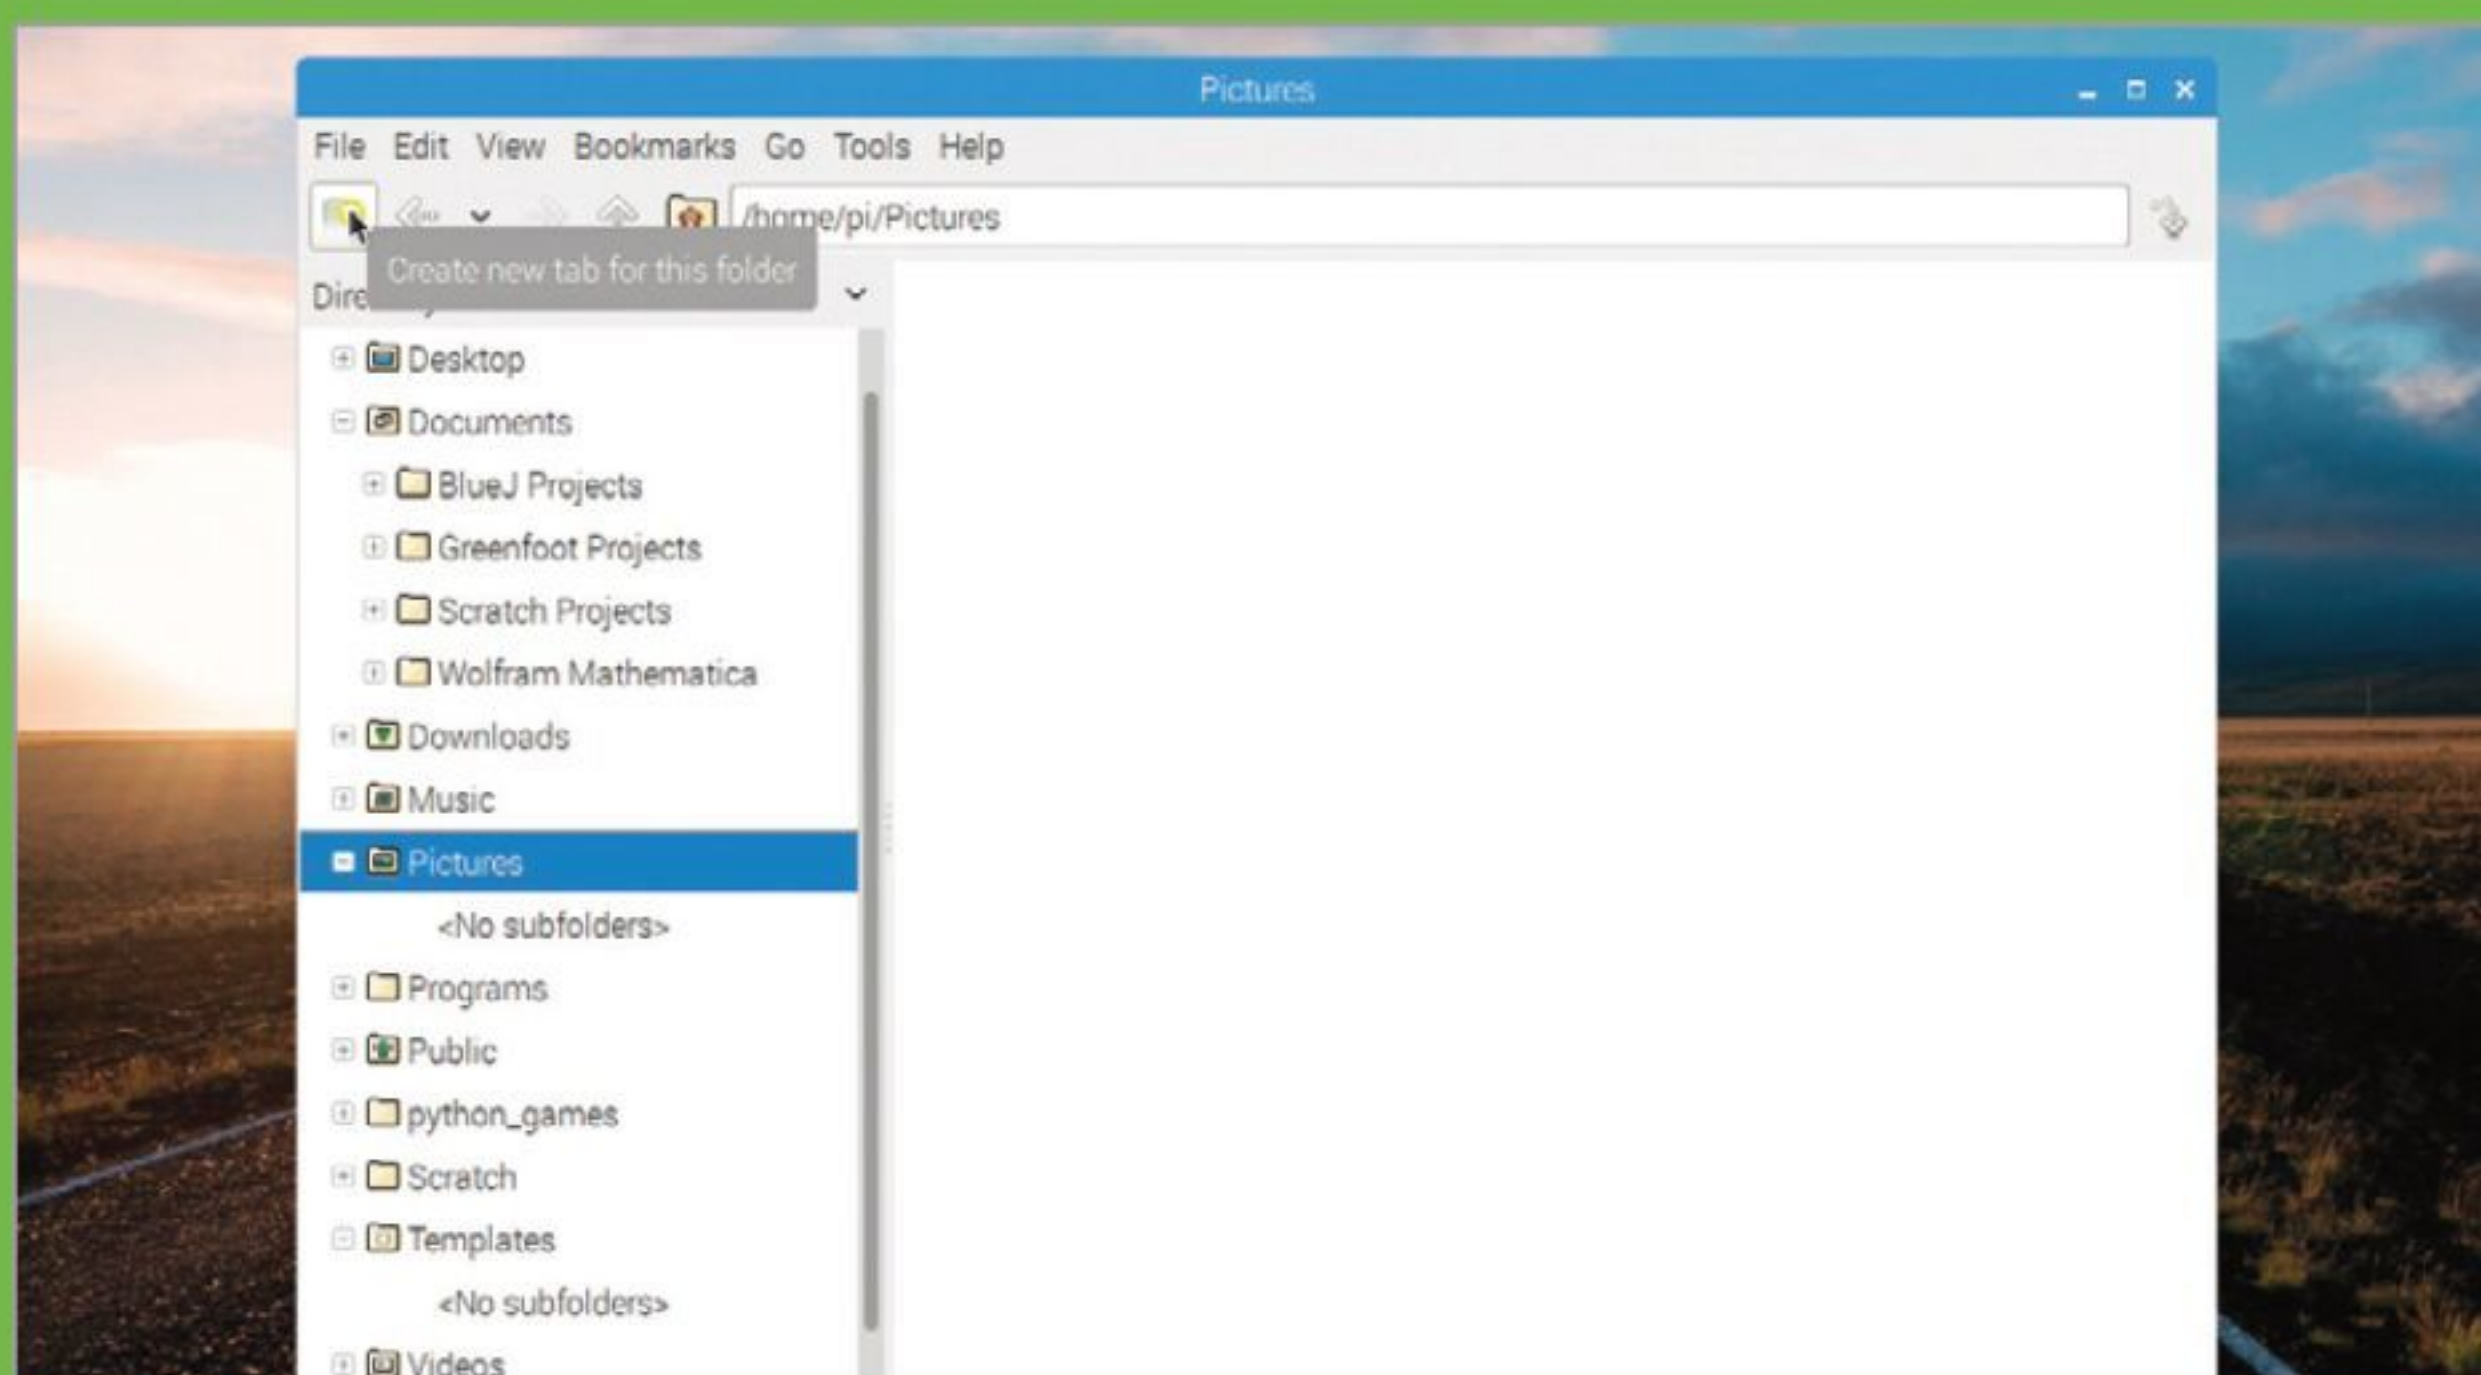 Pictures
File Edit View Bookmarks Go Tools Help
/home/pi/Pictures
Create new tab for this folder
Desktop
Documents
BlueJ Projects
Greenfoot Projects
Scratch Projects
Wolfram Mathematica
Downloads
Music
Pictures
<No subfolders>
Programs
Public
python_games
Scratch
Templates
<No subfolders>
Videos